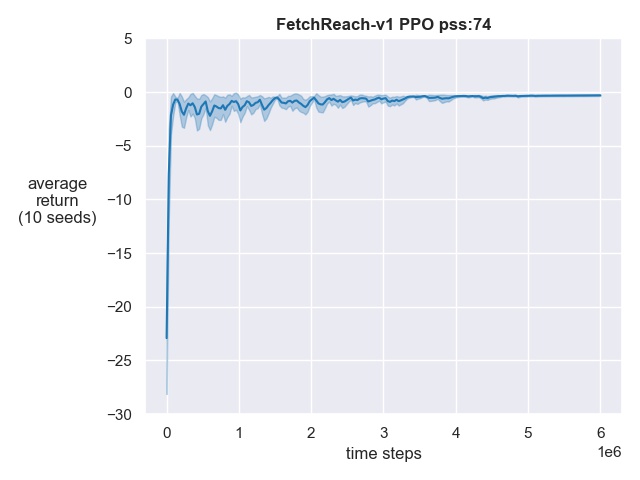 FetchReach-v1 PPO pss:74
5
0
−5
−10
−15
−20
−25
−30
average
return
(10 seeds)
0 1 2 3 4 5 6
1e6
time steps